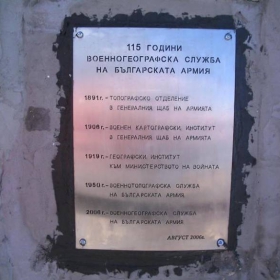 115 ГОДИНИ
ВОЕННОГЕОГРАФСКА СЛУЖБА
НА БЪЛГАРСКАТА АРМИЯ
1891г.-ТОПОГРАФСКО ОТДЕЛЕНИЕ
В ГЕНЕРАЛНИЯ ЩАБ НА АРМИЯТА
1908г.-ВОЕНЕН КАРТОГРАФСКИ ИНСТИТУТ
В ГЕНЕРАЛНИЯ ЩАБ НА АРМИЯТА
1919г.-ГЕОГРАФСКИ ИНСТИТУТ
КЪМ МИНИСТЕРСТВОТО НА ВОЙНАТА
1950г.-ВОЕННОТОПОГРАФСКА СЛУЖБА
НА БЪЛГАРСКАТА АРМИЯ
2006г.-ВОЕННОГЕОГРАФСКА СЛУЖБА
НА БЪЛГАРСКАТА АРМИЯ
АВГУСТ 2006г.